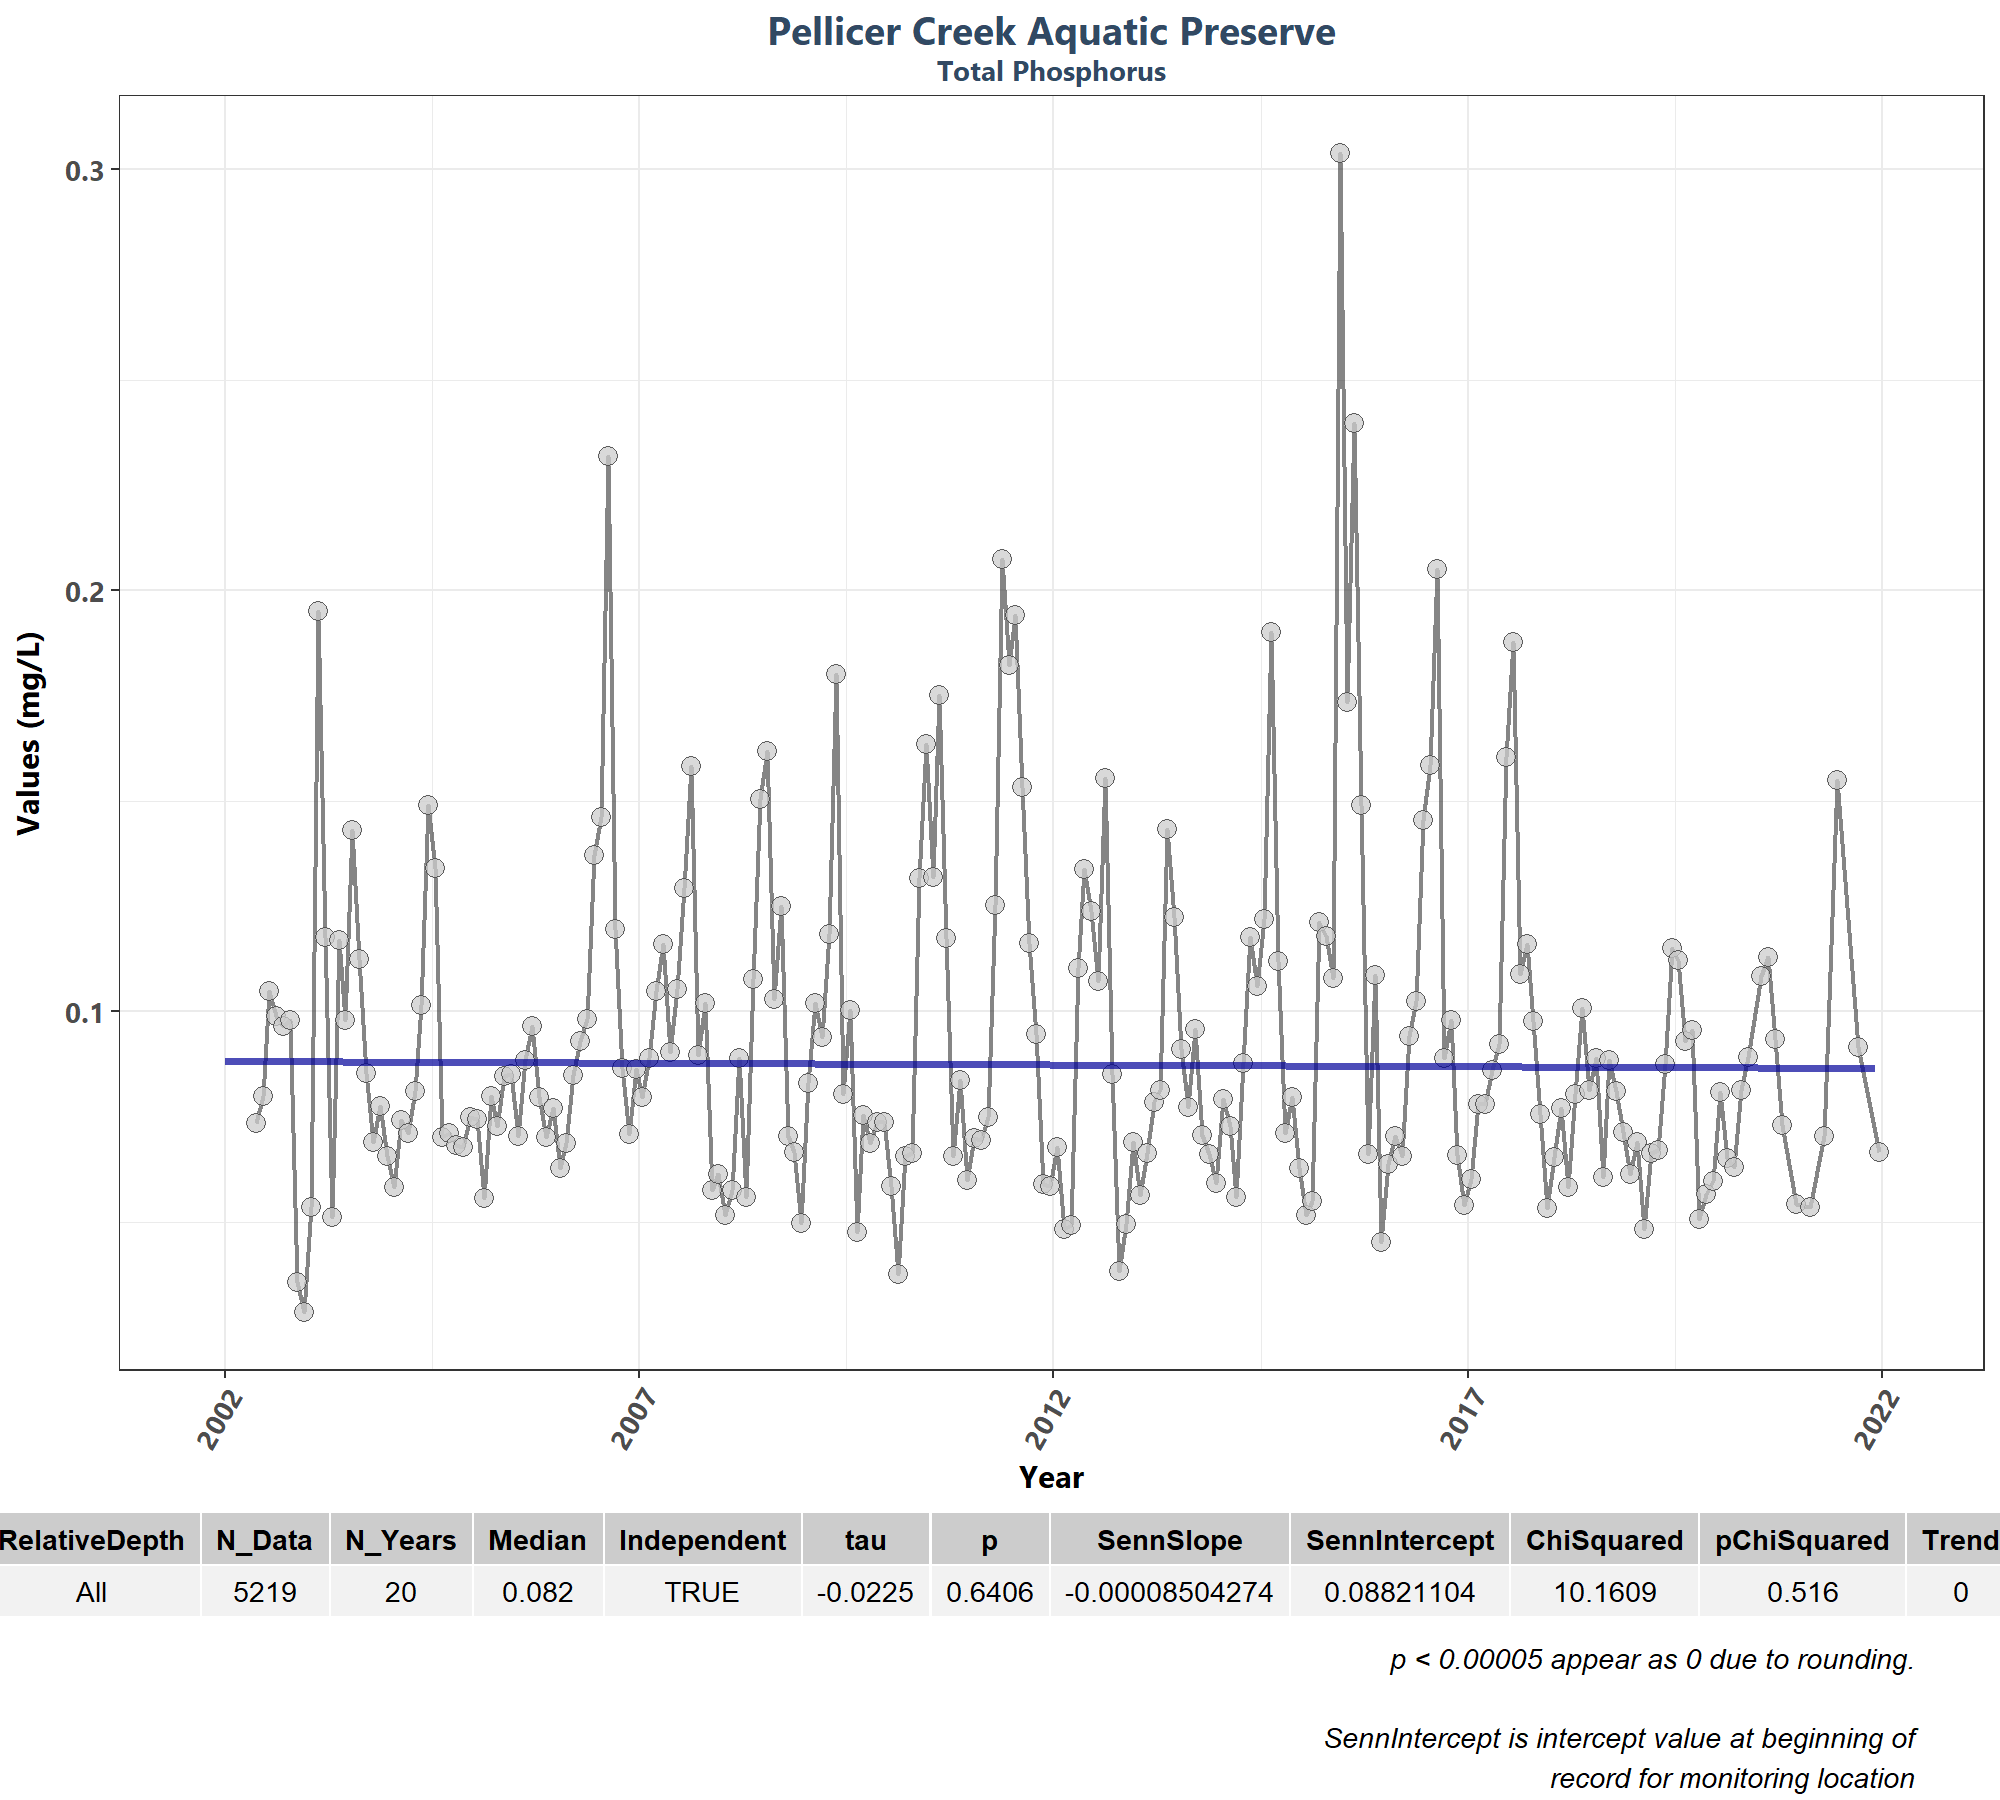 Pellicer Creek Aquatic Preserve
Total Phosphorus
Values (mg/L)
0.3
0.2
0.1
2002 2007 2012 2017 2022
Year
RelativeDepth N_Data N_Years Median Independent tau p SennSlope SennIntercept ChiSquared pChiSquared Trend
All 5219 20 0.082 TRUE -0.0225 0.6406 -0.00008504274 0.08821104 10.1609 0.516 0
p < 0.00005 appear as 0 due to rounding.
SennIntercept is intercept value at beginning of
record for monitoring location